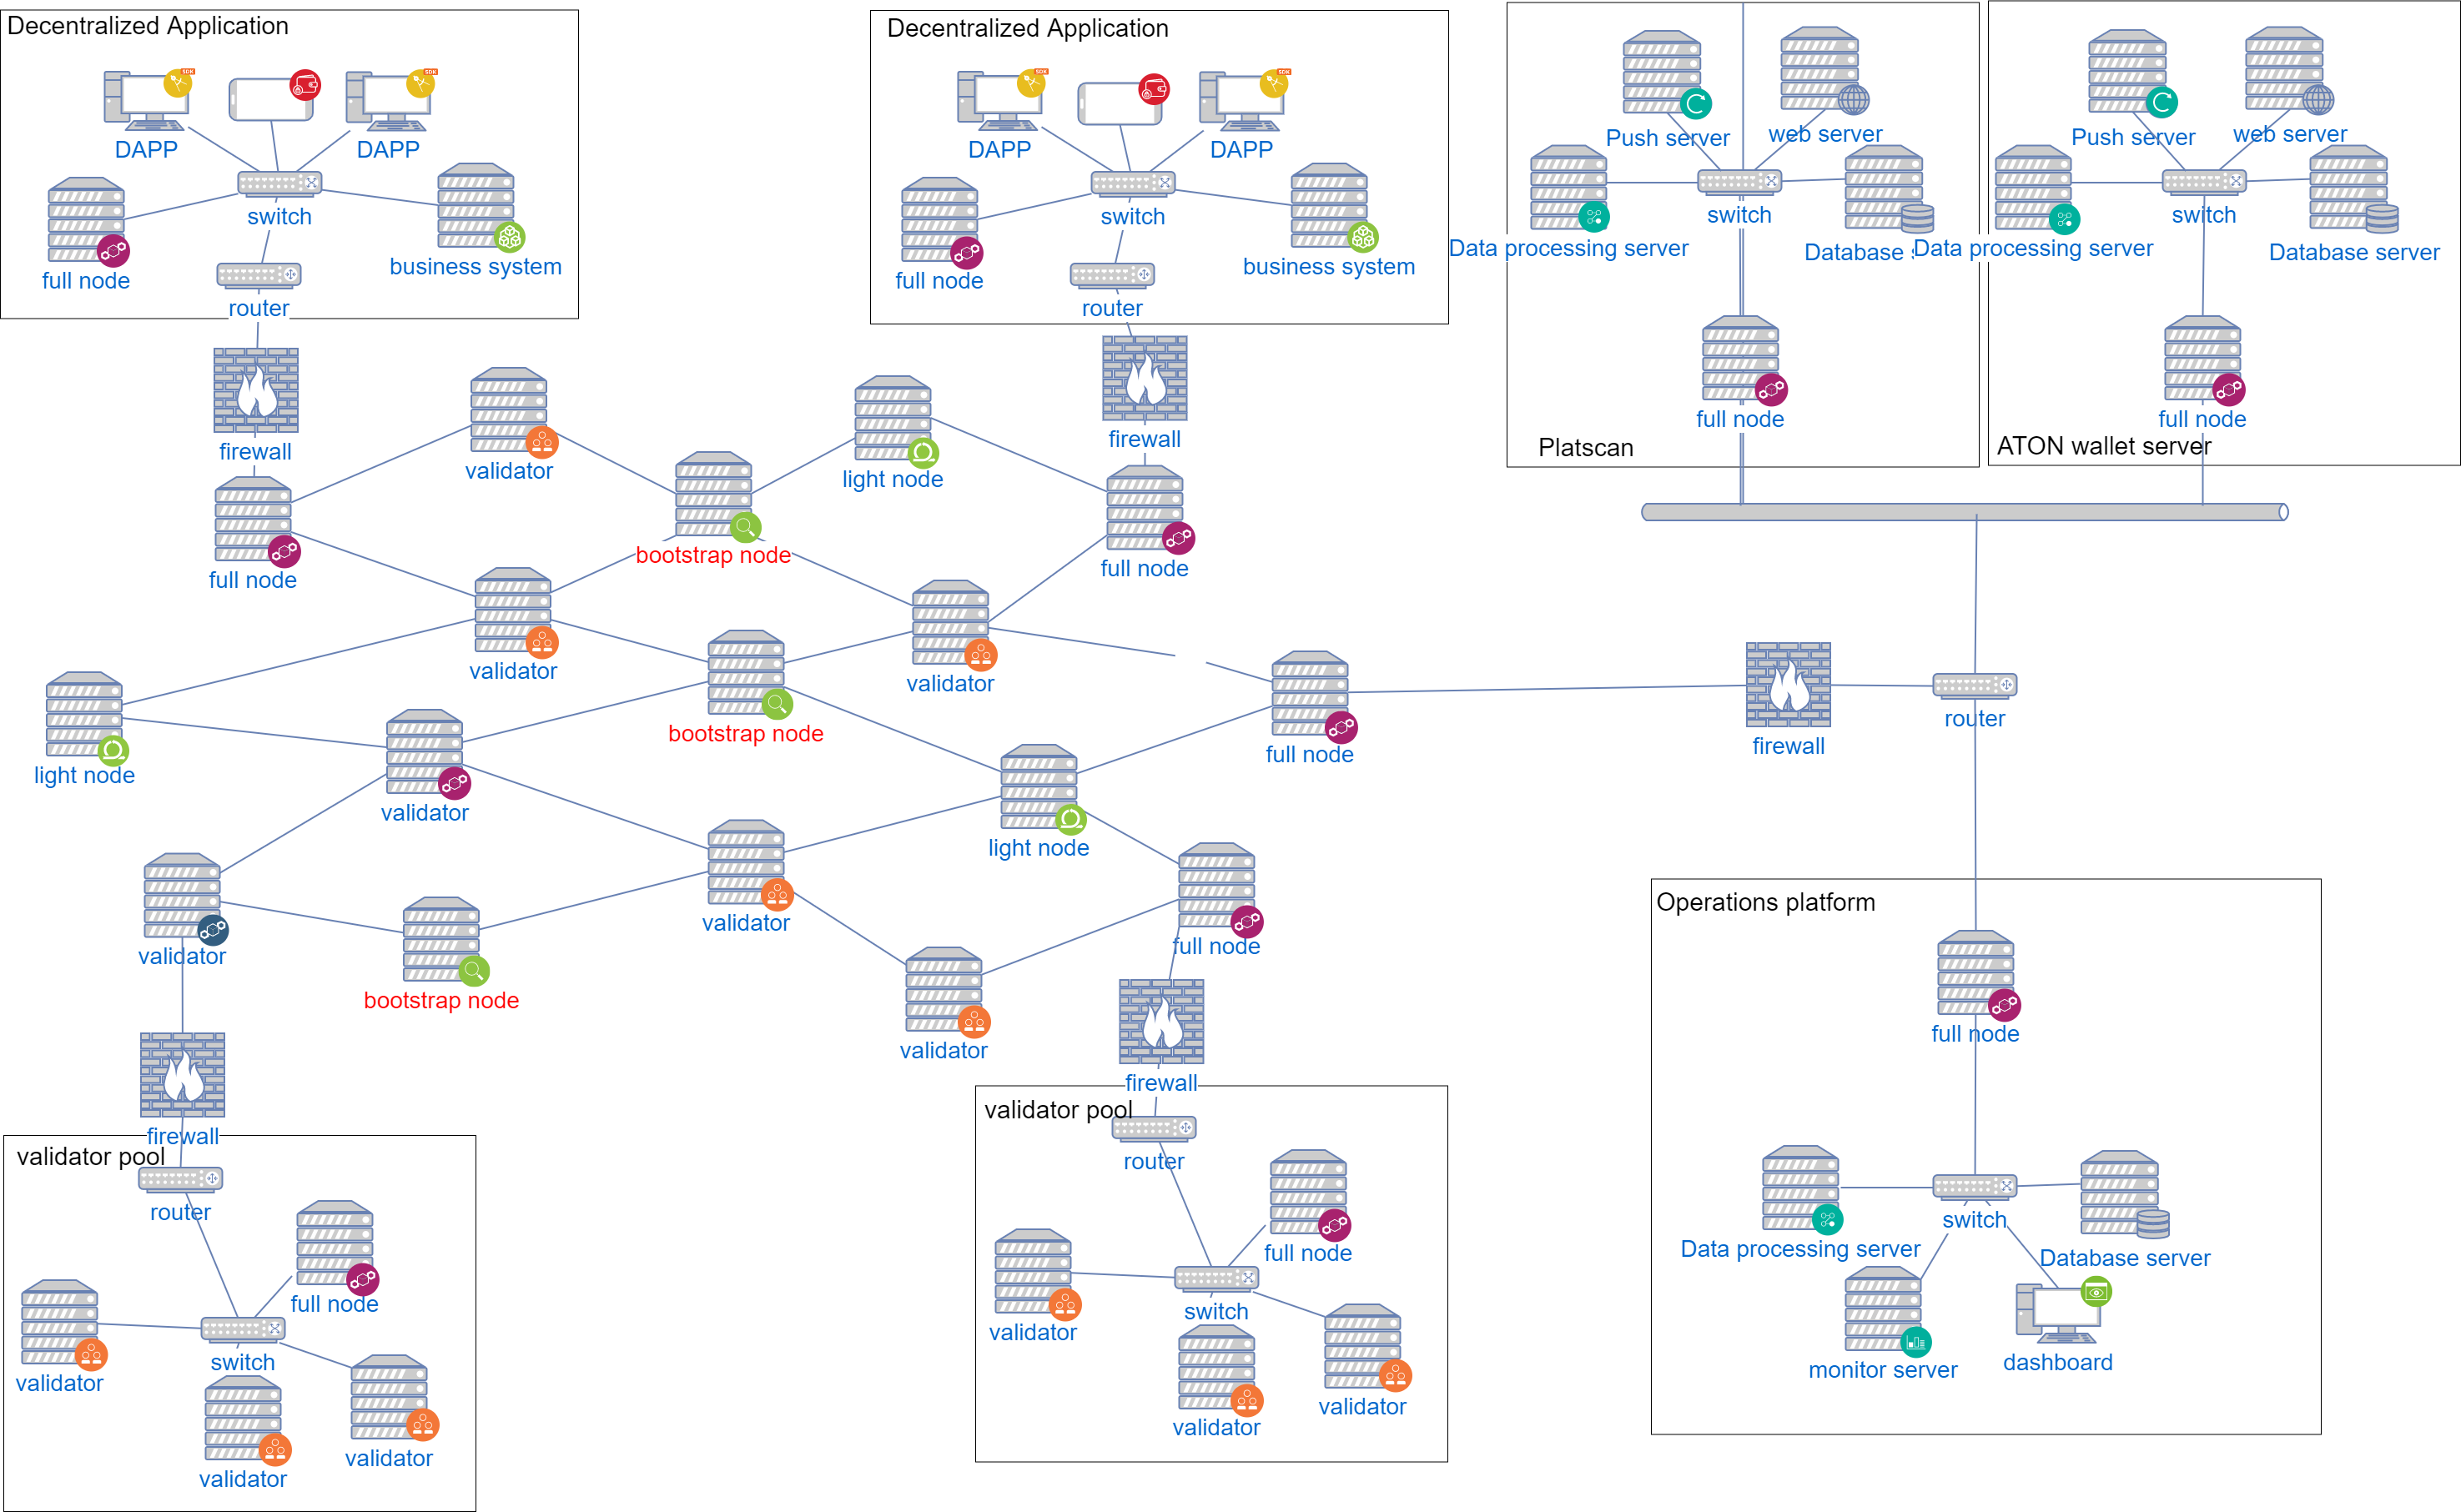 Decentralized Application
SDK
SDK
DAPP
DAPP
switch
full node
business system
router
firewall
Decentralized Application
SDK
SDK
DAPP
DAPP
switch
full node
business system
router
firewall
Push server
web server
switch
Data processing server
Database s
full node
Platscan
Push server
web server
switch
Data processing server
Database server
full node
ATON wallet server
validator
light node
bootstrap node
full node
full node
validator
validator
bootstrap node
light node
validator
full node
firewall
router
light node
validator
validator
full node
validator
bootstrap node
validator
firewall
firewall
validator pool
router
full node
validator
switch
validator
validator
validator pool
router
full node
validator
switch
validator
validator
Operations platform
full node
switch
Data processing server
Database server
monitor server
dashboard